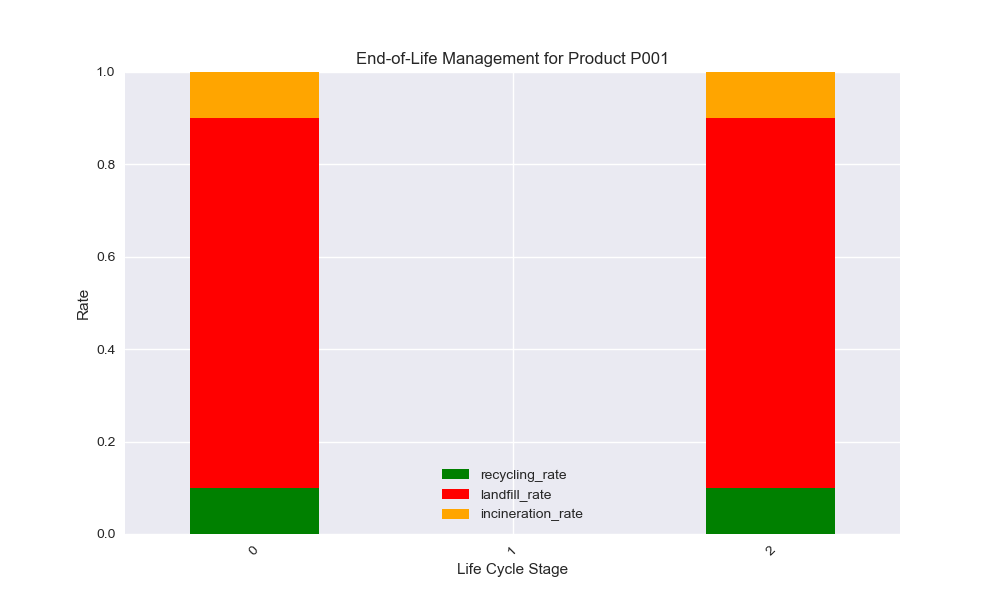 End-of-Life Management for Product P001
1.0
0.8
0.6
0.4
0.2
0.0
Rate
recycling_rate
landfill_rate
incineration_rate
0
1
2
Life Cycle Stage